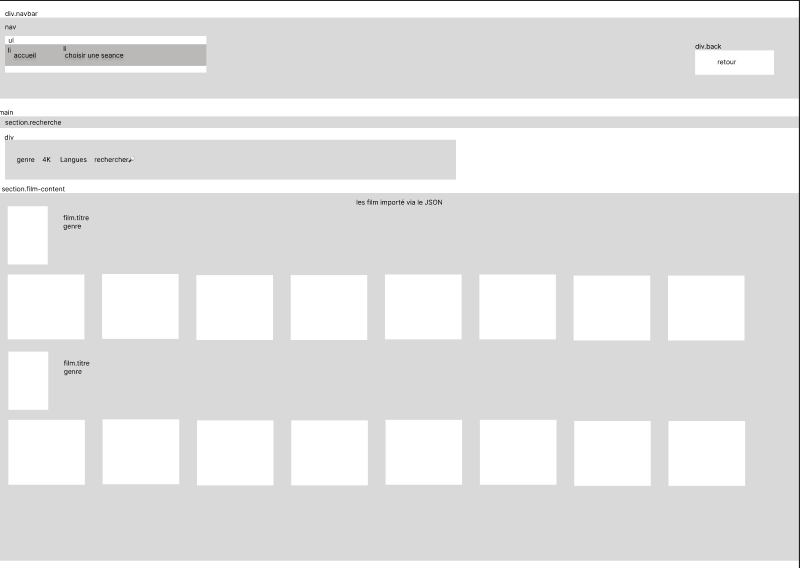 div.navbar
nav
ul
li
li
accueil
choisir une seance
div.back
retour
main
section.recherche
div
genre 4K Langues rechercher
section.film-content
les film importé via le JSON
film.titre
genre
film.titre
genre